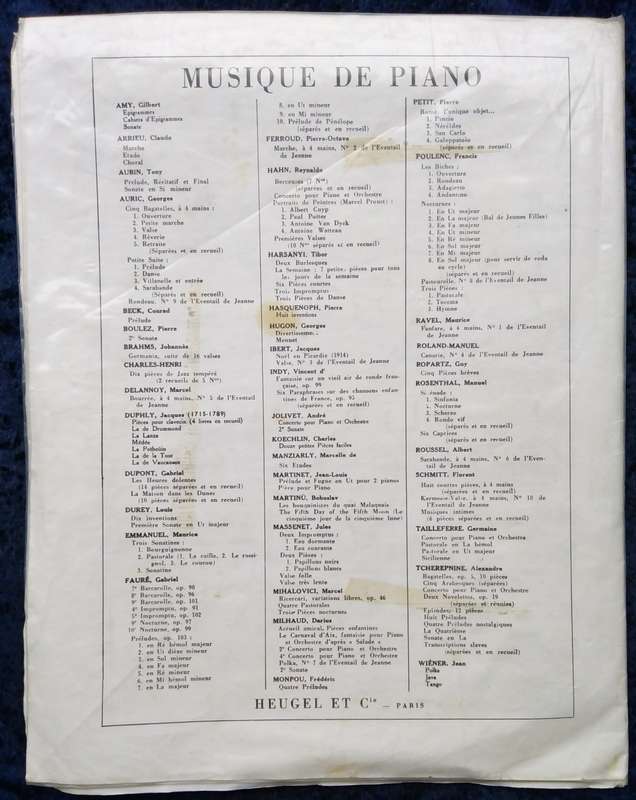 MUSIQUE DE PIANO
AMY, Gilbert
Epigrammes
Cahiers d'Epigrammes
Sonate
ARRIEU, Claude
Marche
Etude
Choral
AUBIN, Tony
Prélude, Récitatif et Final
Sonate en Si mineur
AURIC, Georges
Cinq Bagatelles, à 4 mains :
1. Ouverture
2. Petite marche
3. Valse
4. Rêverie
5. Retraite
(Séparées et en recueil)
Petite Suite :
1. Prélude
2. Danse
3. Villanelle et entrée
4. Sarabande
(Séparés et en recueil)
Rondeau, N° 9 de l'Eventail de Jeanne
BECK, Conrad
Prélude
BOULEZ, Pierre
2e Sonate
BRAHMS, Johannès
Germania, suite de 16 valses
CHARLES-HENRI
Dix pièces de Jazz tempéré
(2 recueils de 5 Nos)
DELANNOY, Marcel
Bourrée, à 4 mains, N° 5 de l'Eventail
de Jeanne
DUPHLY, Jacques (1715-1789)
Pièces pour clavecin (4 livres en recueil)
La de Drummond
La Lanza
Médée
La Pothoüin
La de la Tour
La de Vaucanson
DUPONT, Gabriel
Les Heures dolentes
(14 pièces séparées et en recueil)
La Maison dans les Dunes
(10 pièces séparées et en recueil)
DUREY, Louis
Dix inventions
Première Sonate en Ut majeur
EMMANUEL, Maurice
Trois Sonatines :
1. Bourguignonne
2. Pastorale (1. La caille, 2. Le rossi-
gnol, 3. Le coucou)
3. Sonatine
FAURÉ, Gabriel
7e Barcarolle, op. 90
8e Barcarolle, op. 96
9e Barcarolle, op. 101
4e Impromptu, op. 91
5e Impromptu, op. 102
9e Nocturne, op. 97
10e Nocturne, op. 99
Préludes, op. 103 :
1. en Ré bémol majeur
2. en Ut dièze mineur
3. en Sol mineur
4. en Fa majeur
5. en Ré mineur
6. en Mi bémol mineur
7. en La majeur
8. en Ut mineur
9. en Mi mineur
10. Prélude de Pénélope
(séparés et en recueil)
FERROUD, Pierre-Octave
Marche, à 4 mains, N° 2 de l'Eventail
de Jeanne
HAHN, Reynaldo
Berceuses (7 Nos)
(séparées et en recueil)
Concerto pour Piano et Orchestre
Portraits de Peintres (Marcel Proust) :
1. Albert Cuyp
2. Paul Potter
3. Antoine Van Dyck
4. Antoine Watteau
Premières Valses
(10 Nos séparés et en recueil)
HARSANYI, Tibor
Deux Burlesques
La Semaine : 7 petites pièces pour tous
les jours de la semaine
Six Pièces courtes
Trois Impromptus
Trois Pièces de Danse
HASQUENOPH, Pierre
Huit inventions
HUGON, Georges
Divertissement
Menuet
IBERT, Jacques
Noël en Picardie (1914)
Valse, N° 3 de l'Eventail de Jeanne
INDY, Vincent d'
Fantaisie sur un vieil air de ronde fran-
çaise, op. 99
Six Paraphrases sur des chansons enfan-
tines de France, op. 95
(séparées et en recueil)
JOLIVET, André
Concerto pour Piano et Orchestre
2e Sonate
KOECHLIN, Charles
Douze petites Pièces faciles
MANZIARLY, Marcelle de
Six Etudes
MARTINET, Jean-Louis
Prélude et Fugue en Ut pour 2 pianos
Pièce pour Piano
MARTINŮ, Bohuslav
Les bouquinistes du quai Malaquais
The Fifth Day of the Fifth Moon (Le
cinquième jour de la cinquième lune)
MASSENET, Jules
Deux Impromptus :
1. Eau dormante
2. Eau courante
Deux Pièces :
1. Papillons noirs
2. Papillons blancs
Valse folle
Valse très lente
MIHALOVICI, Marcel
Ricercari, variations libres, op. 46
Quatre Pastorales
Trois Pièces nocturnes
MILHAUD, Darius
Accueil amical, Pièces enfantines
Le Carnaval d'Aix, fantaisie pour Piano
et Orchestre d'après « Salade »
2e Concerto pour Piano et Orchestre
4e Concerto pour Piano et Orchestre
Polka, N° 7 de l'Eventail de Jeanne
2e Sonate
MONPOU, Frédéric
Quatre Préludes
PETIT, Pierre
Rome, l'unique objet...
1. Pincio
2. Néréides
3. San Carlo
4. Galoppatoio
(séparés et en recueil)
POULENC, Francis
Les Biches :
1. Ouverture
2. Rondeau
3. Adagietto
4. Andantino
Nocturnes :
1. En Ut majeur
2. En La majeur (Bal de Jeunes Filles)
3. En Fa majeur
4. En Ut mineur
5. En Ré mineur
6. En Sol majeur
7. En Mi majeur
8. En Sol majeur (pour servir de coda
au cycle)
(séparés et en recueil)
Pastourelle, N° 8 de l'Eventail de Jeanne
Trois Pièces :
1. Pastorale
2. Toccata
3. Hymne
RAVEL, Maurice
Fanfare, à 4 mains, N° 1 de l'Eventail
de Jeanne
ROLAND-MANUEL
Canarie, N° 4 de l'Eventail de Jeanne
ROPARTZ, Guy
Cinq Pièces brèves
ROSENTHAL, Manuel
Six études :
1. Sinfonia
2. Nocturne
3. Scherzo
4. Rondo vif
(séparés et en recueil)
Six Caprices
(séparés et en recueil)
ROUSSEL, Albert
Sarabande, à 4 mains, N° 6 de l'Even-
tail de Jeanne
SCHMITT, Florent
Huit courtes pièces, à 4 mains
(séparées et en recueil)
Kermesse-Valse, à 4 mains, N° 10 de
l'Eventail de Jeanne
Musiques intimes
(6 pièces séparées et en recueil)
TAILLEFERRE, Germaine
Concerto pour Piano et Orchestre
Pastorale en La bémol
Pastorale en Ut majeur
Sicilienne
TCHEREPNINE, Alexandre
Bagatelles, op. 5, 10 pièces
Cinq Arabesques (séparées)
Concerto pour Piano et Orchestre
Deux Novelettes, op. 19
(séparées et réunies)
Episodes, 12 pièces
Huit Préludes
Quatre Préludes nostalgiques
La Quatrième
Sonate en La
Transcriptions slaves
(séparées et en recueil)
WIÉNER, Jean
Polka
Java
Tango
HEUGEL ET Cie — PARIS